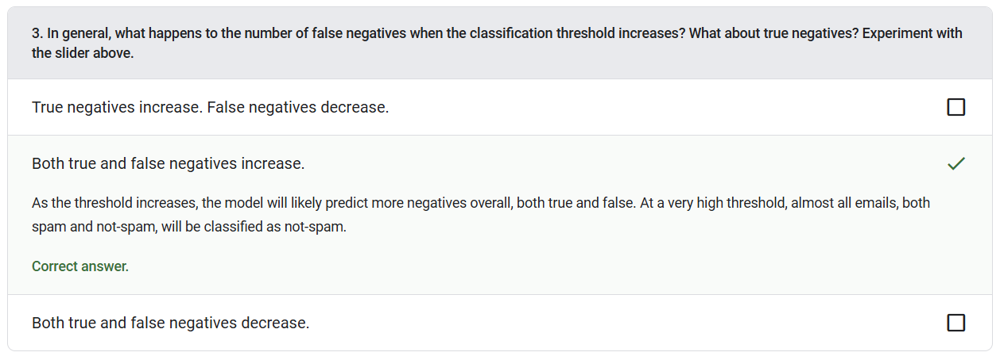 3. In general, what happens to the number of false negatives when the classification threshold increases? What about true negatives? Experiment with
the slider above.
True negatives increase. False negatives decrease.
Both true and false negatives increase.
As the threshold increases, the model will likely predict more negatives overall, both true and false. At a very high threshold, almost all emails, both
spam and not-spam, will be classified as not-spam.
Correct answer.
Both true and false negatives decrease.